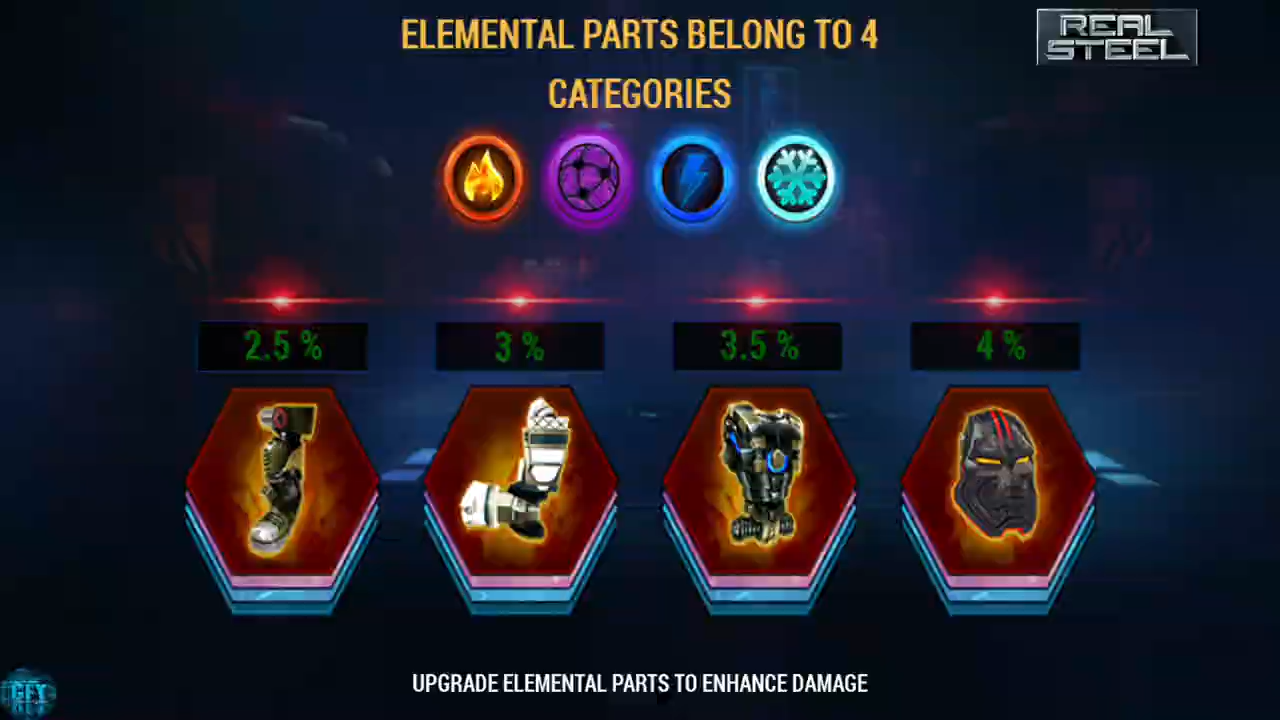 ELEMENTAL PARTS BELONG TO 4
CATEGORIES
REAL
STEEL
2.5 %
3 %
3.5 %
4 %
UPGRADE ELEMENTAL PARTS TO ENHANCE DAMAGE